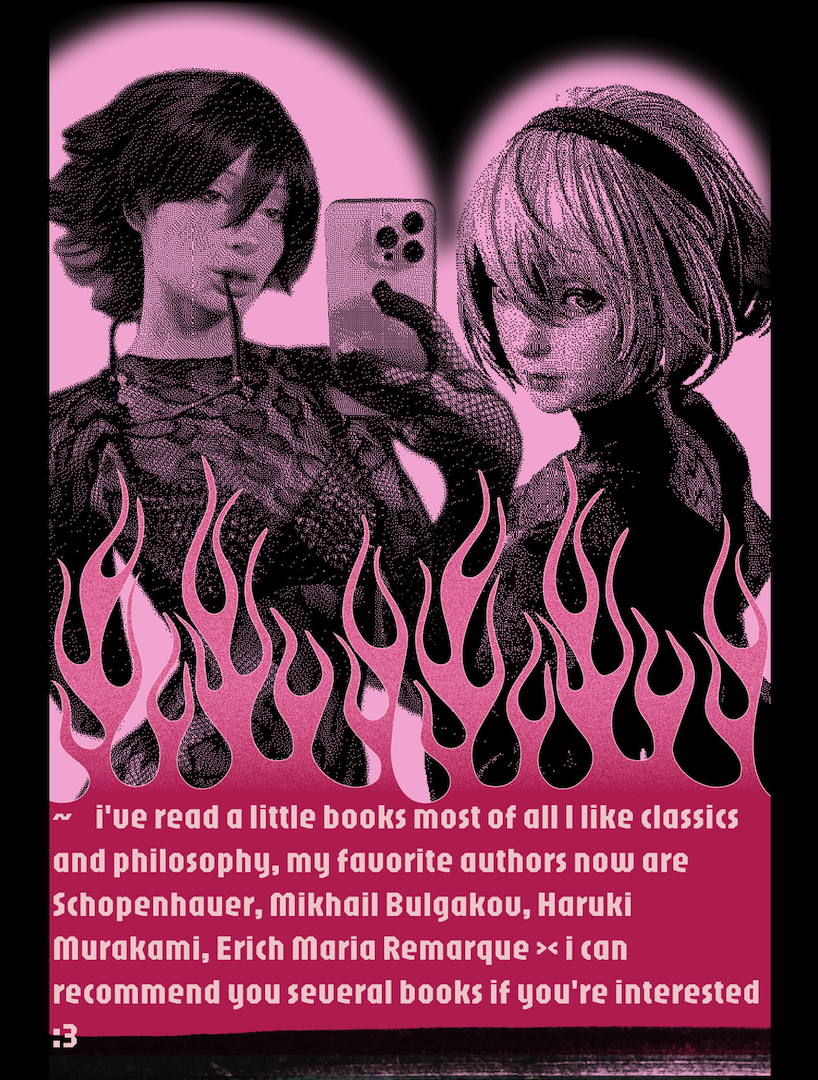 ~ i've read a little books most of all I like classics
and philosophy, my favorite authors now are
Schopenhauer, Mikhail Bulgakov, Haruki
Murakami, Erich Maria Remarque >< i can
recommend you several books if you're interested
:3